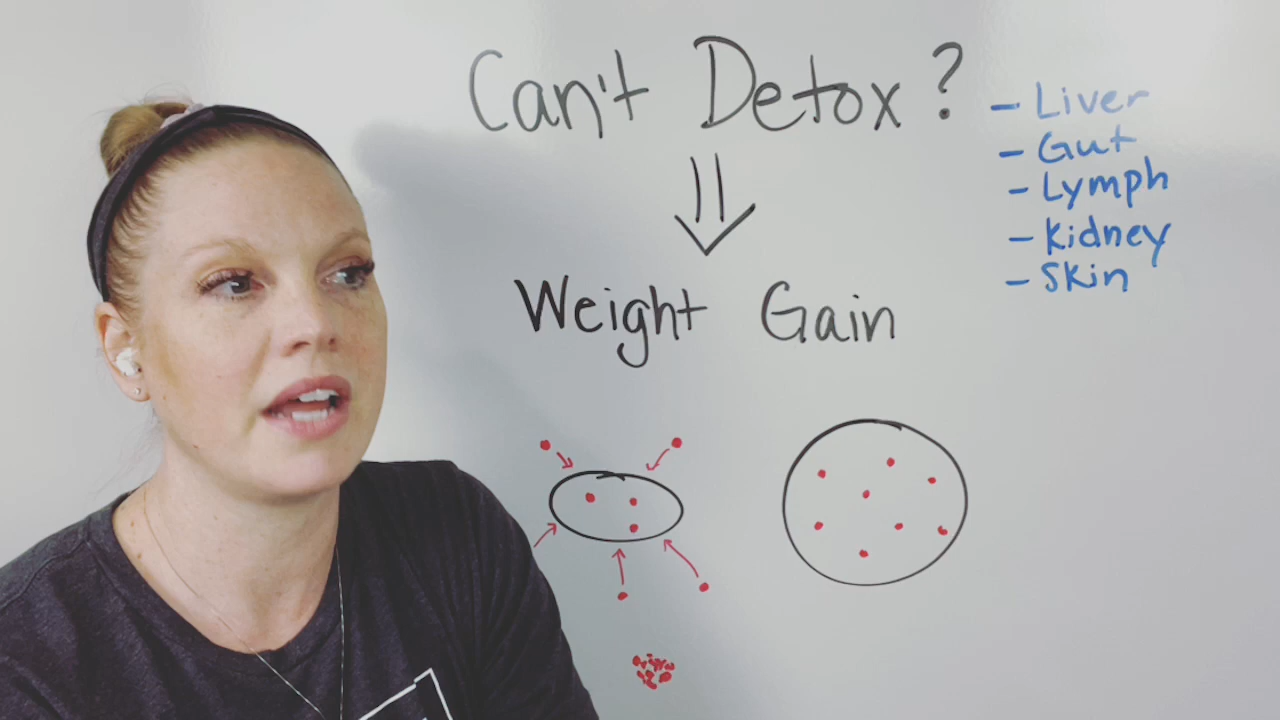 Can't Detox?
- Liver
- Gut
- Lymph
- Kidney
- Skin
Weight Gain